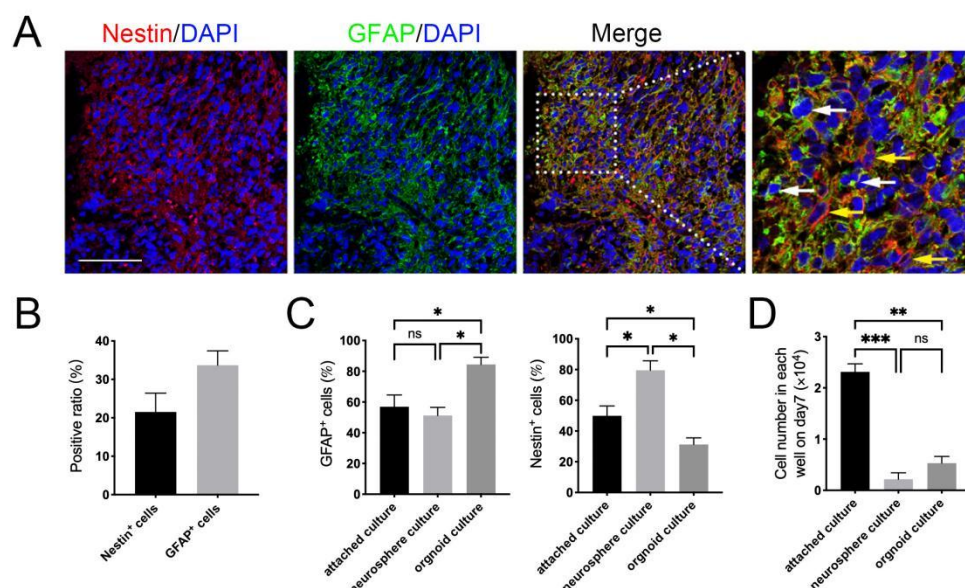 A
Nestin/DAPI
GFAP/DAPI
Merge
B
Positive ratio (%)
40
30
20
10
0
Nestin+ cells
GFAP+ cells
C
GFAP+ cells (%)
100
80
60
40
20
0
*
ns
*
attached culture
neurosphere culture
orgnoid culture
Nestin+ cells (%)
100
80
60
40
20
0
*
*
*
attached culture
neurosphere culture
orgnoid culture
D
Cell number in each
well on day7 (×10⁴)
3
2
1
0
**
***
ns
attached culture
neurosphere culture
orgnoid culture